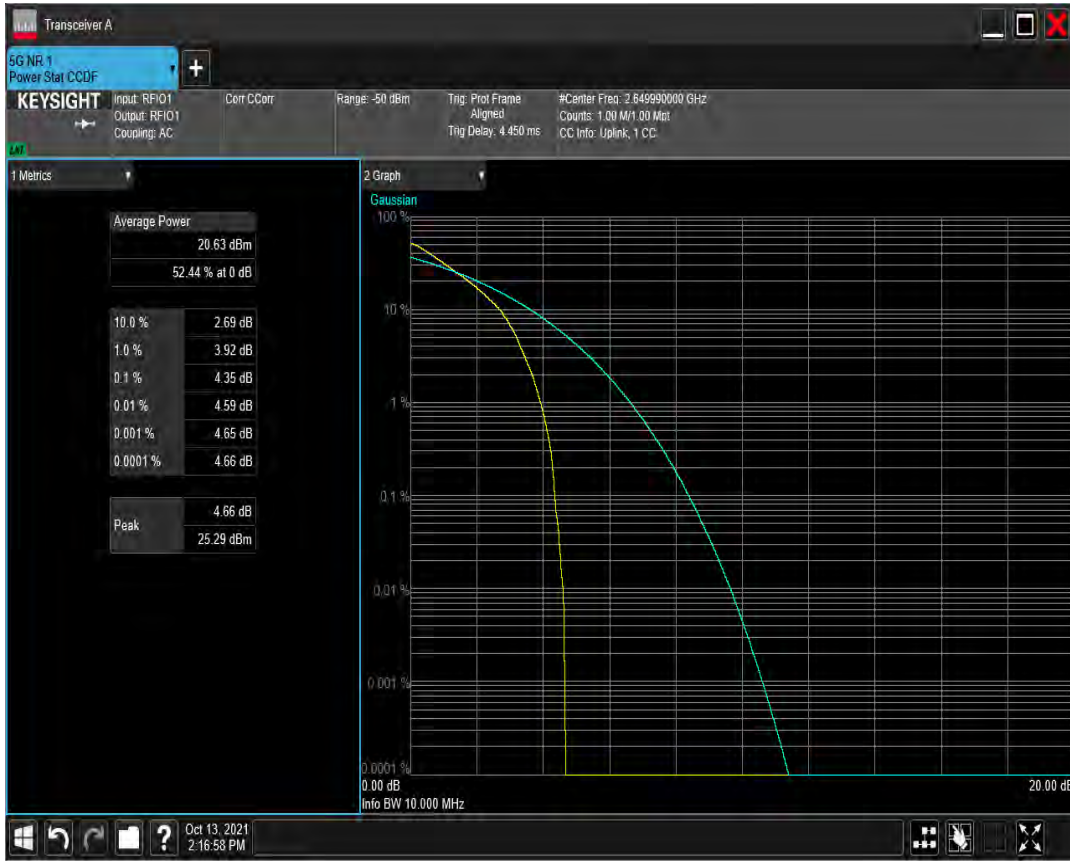 Transceiver A
5G NR 1
Power Stat CCDF
+
KEYSIGHT
Input: RFIO1
Output: RFIO1
Coupling: AC
Corr CCorr
Range: -50 dBm
Trig: Prot Frame
Aligned
Trig Delay: 4.450 ms
#Center Freq: 2.649990000 GHz
Counts: 1.00 M/1.00 Mpt
CC Info: Uplink, 1 CC
1 Metrics
Average Power
20.63 dBm
52.44 % at 0 dB
10.0 % 2.69 dB
1.0 % 3.92 dB
0.1 % 4.35 dB
0.01 % 4.59 dB
0.001 % 4.65 dB
0.0001 % 4.66 dB
Peak
4.66 dB
25.29 dBm
2 Graph
Gaussian
100 %
10 %
1 %
0.1 %
0.01 %
0.001 %
0.0001 %
0.00 dB
20.00 dB
Info BW 10.000 MHz
?
Oct 13, 2021
2:16:58 PM